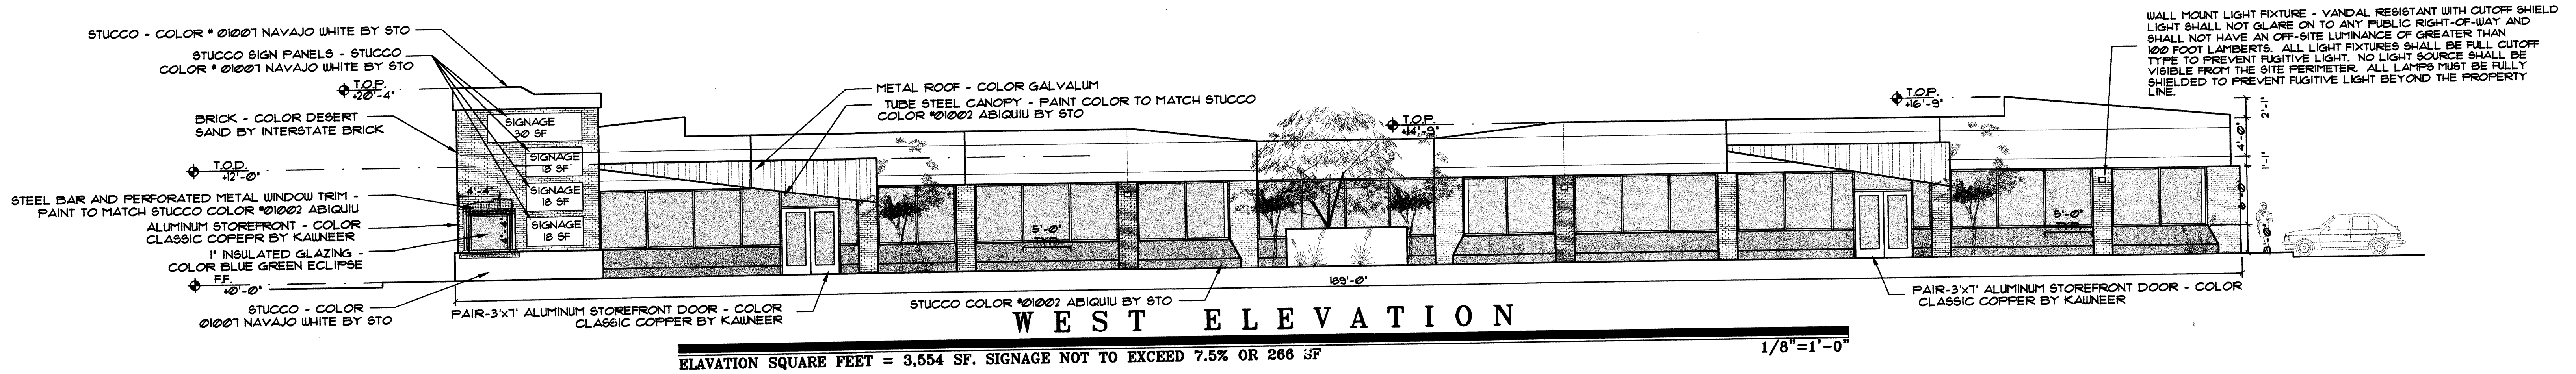 STUCCO - COLOR # 01007 NAVAJO WHITE BY STO
STUCCO SIGN PANELS - STUCCO
COLOR # 01007 NAVAJO WHITE BY STO
T.O.P.
+20'-4"
BRICK - COLOR DESERT
SAND BY INTERSTATE BRICK
T.O.D.
+12'-0"
4'-4"
STEEL BAR AND PERFORATED METAL WINDOW TRIM -
PAINT TO MATCH STUCCO COLOR #01002 ABIQUIU
ALUMINUM STOREFRONT - COLOR
CLASSIC COPEPR BY KAWNEER
1" INSULATED GLAZING -
COLOR BLUE GREEN ECLIPSE
F.F.
+0'-0"
STUCCO - COLOR
01007 NAVAJO WHITE BY STO
SIGNAGE
30 SF
SIGNAGE
18 SF
SIGNAGE
18 SF
SIGNAGE
18 SF
METAL ROOF - COLOR GALVALUM
TUBE STEEL CANOPY - PAINT COLOR TO MATCH STUCCO
COLOR #01002 ABIQUIU BY STO
T.O.P.
+14'-9"
T.O.P.
+16'-9"
WALL MOUNT LIGHT FIXTURE - VANDAL RESISTANT WITH CUTOFF SHIELD
LIGHT SHALL NOT GLARE ON TO ANY PUBLIC RIGHT-OF-WAY AND
SHALL NOT HAVE AN OFF-SITE LUMINANCE OF GREATER THAN
100 FOOT LAMBERTS. ALL LIGHT FIXTURES SHALL BE FULL CUTOFF
TYPE TO PREVENT FUGITIVE LIGHT. NO LIGHT SOURCE SHALL BE
VISIBLE FROM THE SITE PERIMETER. ALL LAMPS MUST BE FULLY
SHIELDED TO PREVENT FUGITIVE LIGHT BEYOND THE PROPERTY
LINE.
2'-1"
4'-0"
1'-1"
6'-0"
3'-0"
5'-0"
TYP.
5'-0"
TYP.
189'-0"
PAIR-3'x7' ALUMINUM STOREFRONT DOOR - COLOR
CLASSIC COPPER BY KAWNEER
STUCCO COLOR #01002 ABIQUIU BY STO
PAIR-3'x7' ALUMINUM STOREFRONT DOOR - COLOR
CLASSIC COPPER BY KAWNEER
WEST ELEVATION
1/8"=1'-0"
ELAVATION SQUARE FEET = 3,554 SF. SIGNAGE NOT TO EXCEED 7.5% OR 266 SF